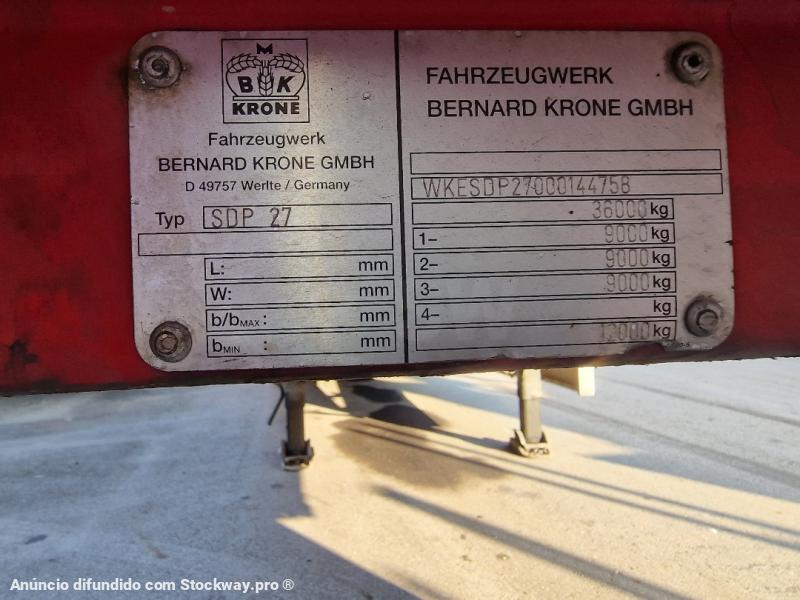 M
B K
KRONE
Fahrzeugwerk
BERNARD KRONE GMBH
D 49757 Werlte / Germany
Typ SDP 27
L: mm
W: mm
b/bMAX: mm
bMIN : mm
FAHRZEUGWERK
BERNARD KRONE GMBH
WKESDP27000144758
36000 kg
1– 9000 kg
2– 9000 kg
3– 9000 kg
4– kg
12000 kg
Anúncio difundido com Stockway.pro ®